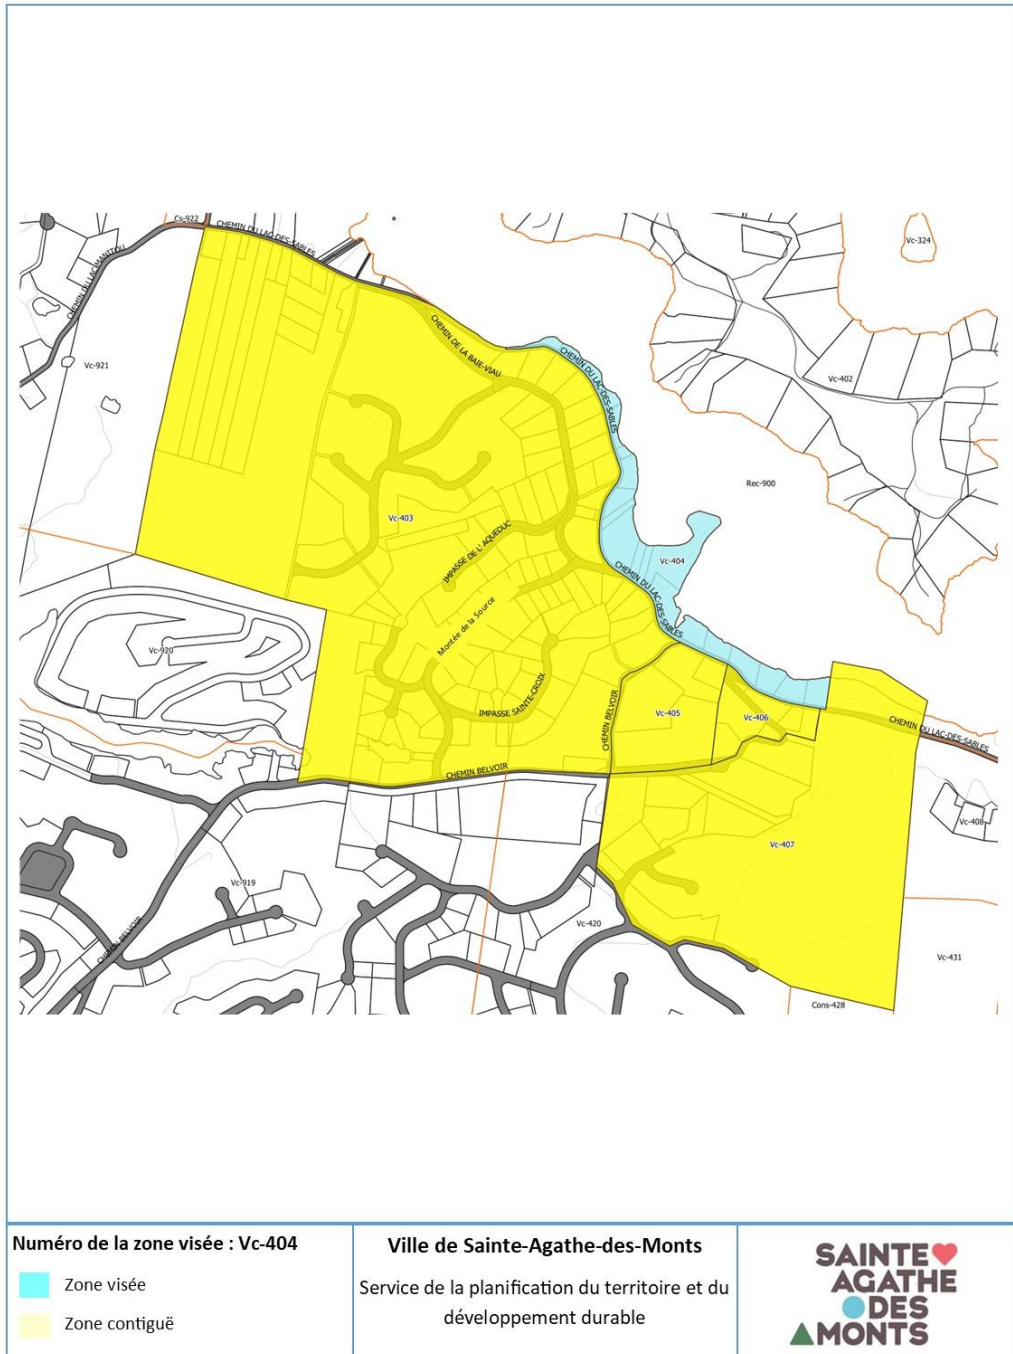 Cs-922
CHEMIN DU LAC-DES-SABLES
CHEMIN DU LAC MANITOU
Vc-324
CHEMIN DE LA BAIE-VIAU
CHEMIN DU LAC-DES-SABLES
Vc-921
Vc-402
Rec-900
Vc-403
IMPASSE DE L' AQUEDUC
Vc-404
CHEMIN DU LAC-DES-SABLES
Montée de la Source
Vc-920
IMPASSE SAINTE-CROIX
CHEMIN BELVOIR
Vc-405
Vc-406
CHEMIN DU LAC-DES-SABLES
CHEMIN BELVOIR
Vc-408
Vc-407
Vc-919
CHEMIN BELVOIR
Vc-420
Vc-431
Cons-428
Numéro de la zone visée : Vc-404
Zone visée
Zone contiguë
Ville de Sainte-Agathe-des-Monts
Service de la planification du territoire et du
développement durable
SAINTE
AGATHE
DES
MONTS